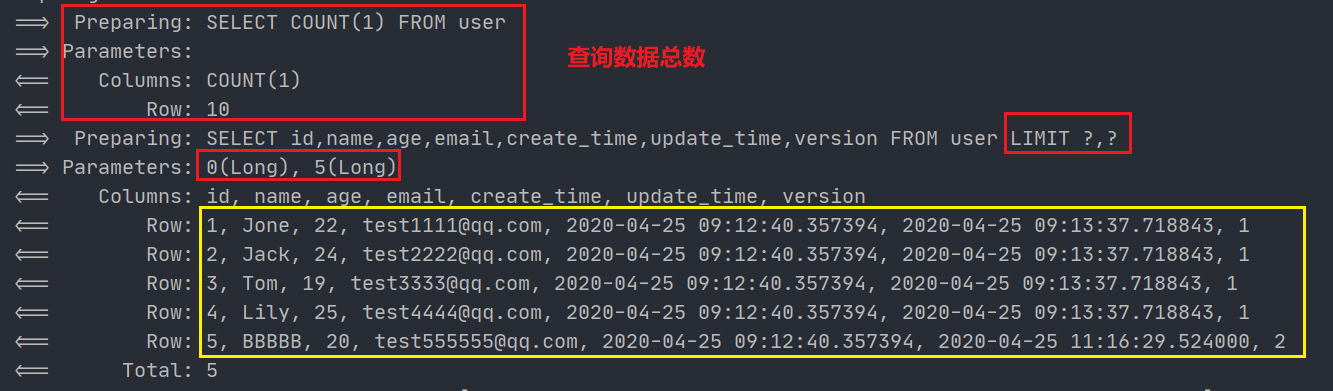 ==> Preparing: SELECT COUNT(1) FROM user
==> Parameters:
查询数据总数
<== Columns: COUNT(1)
<== Row: 10
==> Preparing: SELECT id,name,age,email,create_time,update_time,version FROM user LIMIT ?,?
==> Parameters: 0(Long), 5(Long)
<== Columns: id, name, age, email, create_time, update_time, version
<== Row: 1, Jone, 22, test1111@qq.com, 2020-04-25 09:12:40.357394, 2020-04-25 09:13:37.718843, 1
<== Row: 2, Jack, 24, test2222@qq.com, 2020-04-25 09:12:40.357394, 2020-04-25 09:13:37.718843, 1
<== Row: 3, Tom, 19, test3333@qq.com, 2020-04-25 09:12:40.357394, 2020-04-25 09:13:37.718843, 1
<== Row: 4, Lily, 25, test4444@qq.com, 2020-04-25 09:12:40.357394, 2020-04-25 09:13:37.718843, 1
<== Row: 5, BBBBB, 20, test555555@qq.com, 2020-04-25 09:12:40.357394, 2020-04-25 11:16:29.524000, 2
<== Total: 5